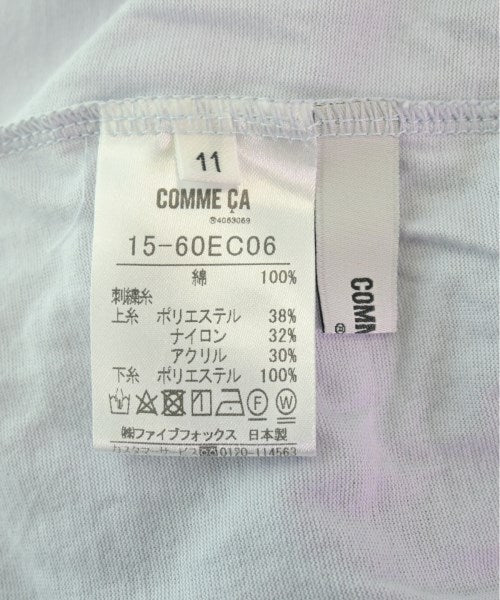 11
COMME ÇA
®4083089
15-60EC06
綿 100%
刺繍糸
上糸 ポリエステル 38%
ナイロン 32%
アクリル 30%
下糸 ポリエステル 100%
F W
㈱ファイブフォックス 日本製
カスタマーサービス 0120-114563
COMM
®